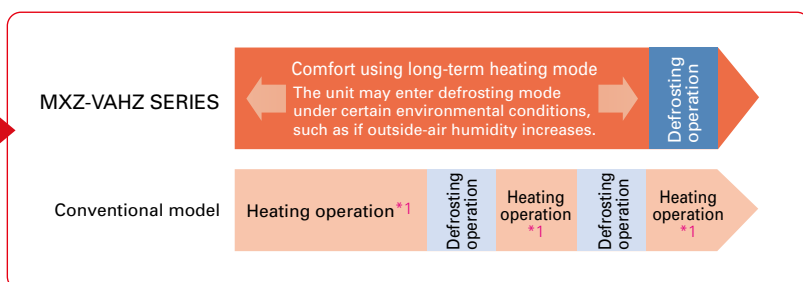 MXZ-VAHZ SERIES
Comfort using long-term heating mode
The unit may enter defrosting mode
under certain environmental conditions,
such as if outside-air humidity increases.
Defrosting
operation
Conventional model
Heating operation*1
Defrosting
operation
Heating
operation
*1
Defrosting
operation
Heating
operation
*1